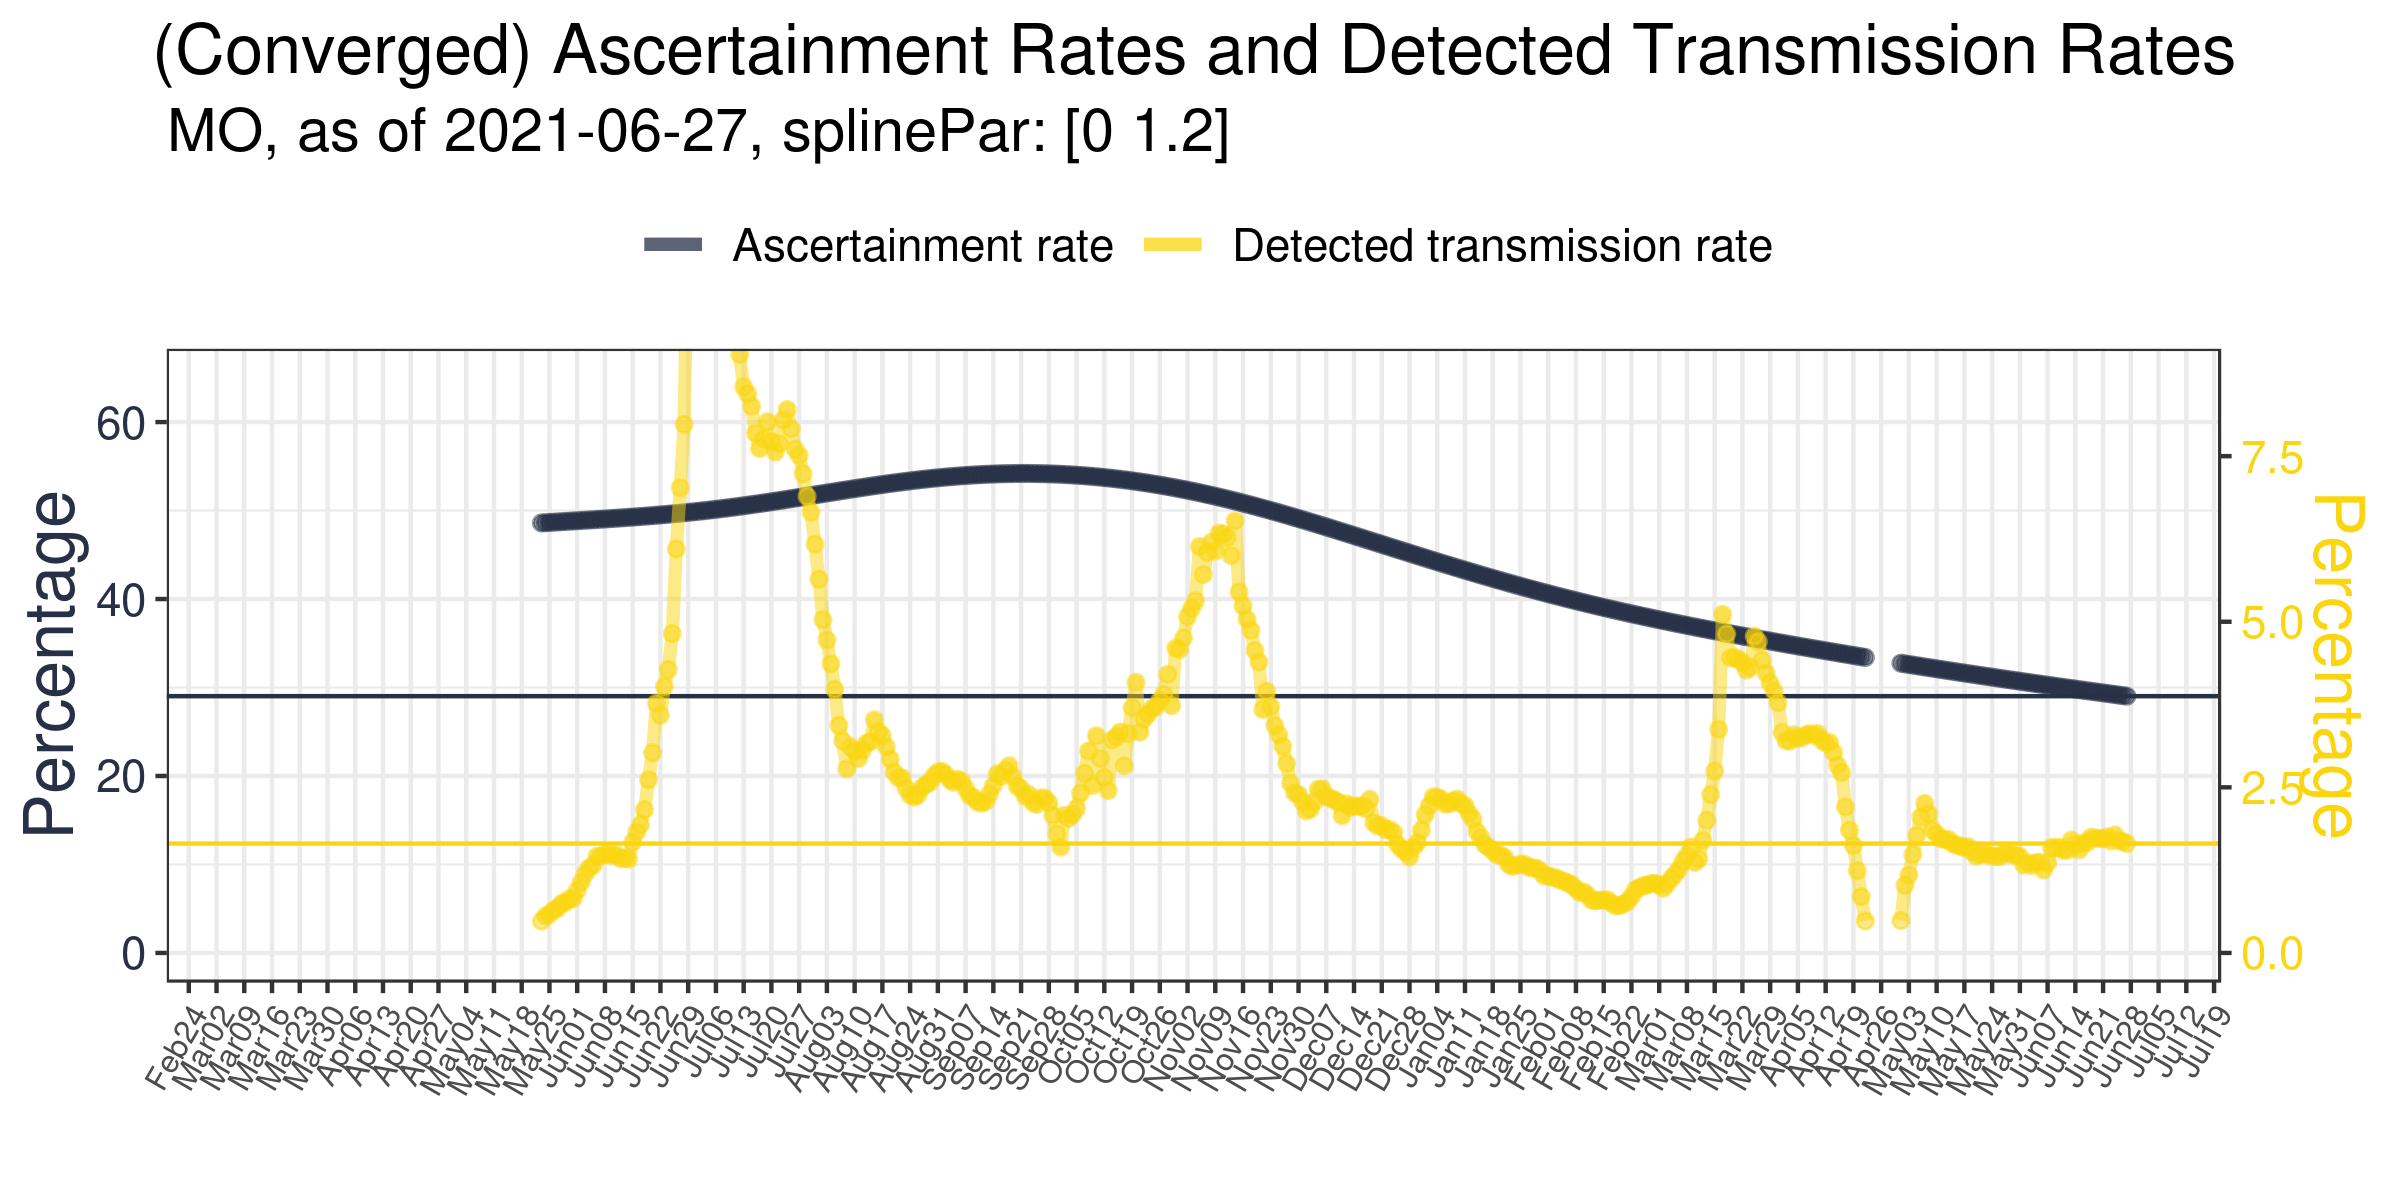 (Converged) Ascertainment Rates and Detected Transmission Rates
MO, as of 2021-06-27, splinePar: [0 1.2]
Ascertainment rate
Detected transmission rate
Percentage
60
40
20
0
7.5
5.0
2.5
0.0
Percentage
Feb24
Mar02
Mar09
Mar16
Mar23
Mar30
Apr06
Apr13
Apr20
Apr27
May04
May11
May18
May25
Jun01
Jun08
Jun15
Jun22
Jun29
Jul06
Jul13
Jul20
Jul27
Aug03
Aug10
Aug17
Aug24
Aug31
Sep07
Sep14
Sep21
Sep28
Oct05
Oct12
Oct19
Oct26
Nov02
Nov09
Nov16
Nov23
Nov30
Dec07
Dec14
Dec21
Dec28
Jan04
Jan11
Jan18
Jan25
Feb01
Feb08
Feb15
Feb22
Mar01
Mar08
Mar15
Mar22
Mar29
Apr05
Apr12
Apr19
Apr26
May03
May10
May17
May24
May31
Jun07
Jun14
Jun21
Jun28
Jul05
Jul12
Jul19